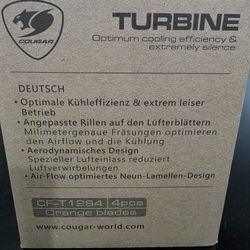 COUGAR
TURBINE
Optimum cooling efficiency &
extremely silence
DEUTSCH
• Optimale Kühleffizienz & extrem leiser
Betrieb
• Angepasste Rillen auf den Lüfterblättern
Milimetergenaue Fräsungen optimieren
den Airflow und die Kühlung
• Aerodynamisches Design
Spezieller Lufteinlass reduziert
Luftverwirbelungen
• Air-Flow optimiertes Neun-Lamellen-Design
CF-T12S4 4pcs
Orange blades
www.cougar-world.com